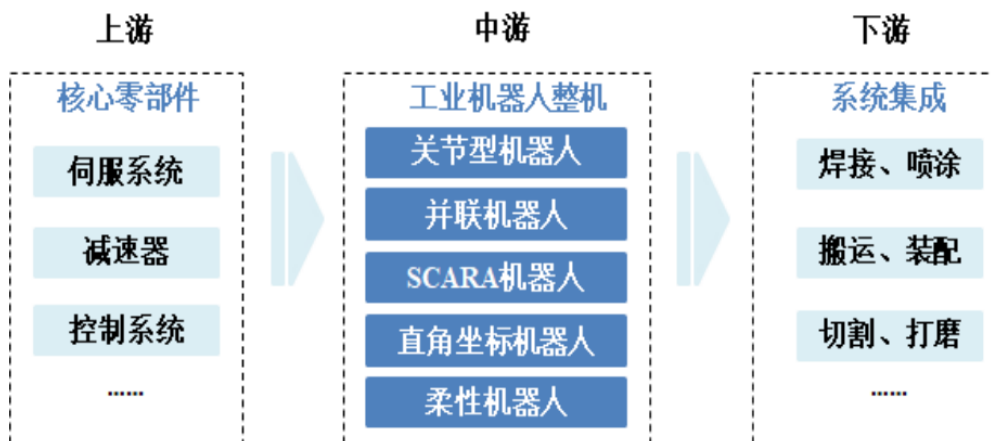 上游
核心零部件
伺服系统
减速器
控制系统
......
中游
工业机器人整机
关节型机器人
并联机器人
SCARA机器人
直角坐标机器人
柔性机器人
下游
系统集成
焊接、喷涂
搬运、装配
切割、打磨
......